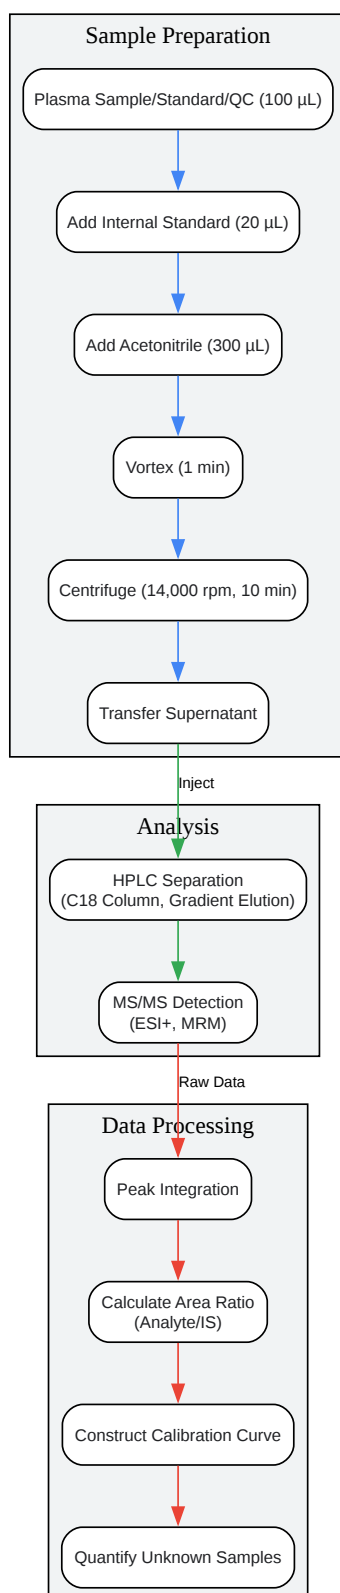 Sample Preparation
Plasma Sample/Standard/QC (100 µL)
Add Internal Standard (20 µL)
Add Acetonitrile (300 µL)
Vortex (1 min)
Centrifuge (14,000 rpm, 10 min)
Transfer Supernatant
Inject
Analysis
HPLC Separation
(C18 Column, Gradient Elution)
MS/MS Detection
(ESI+, MRM)
Raw Data
Data Processing
Peak Integration
Calculate Area Ratio
(Analyte/IS)
Construct Calibration Curve
Quantify Unknown Samples